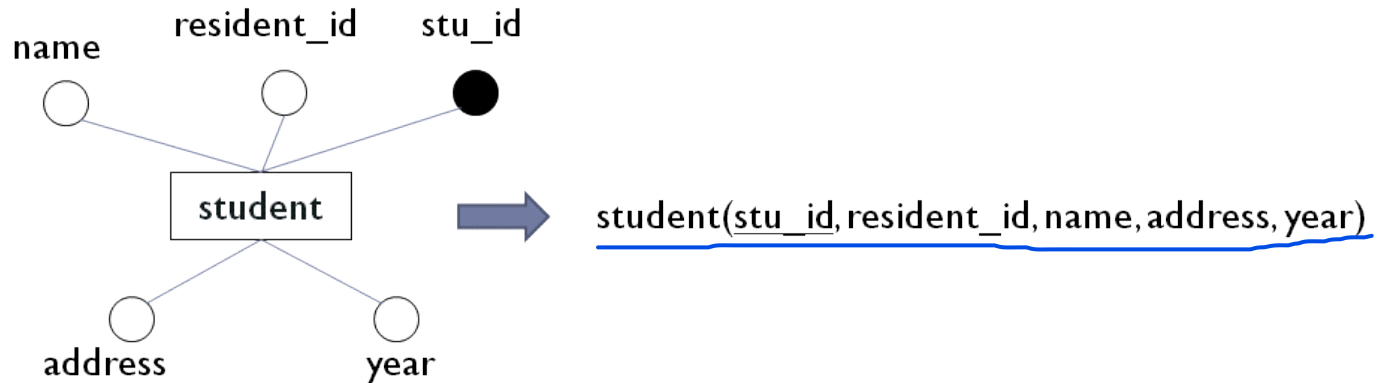 name
resident_id
stu_id
student
student(stu_id, resident_id, name, address, year)
address
year